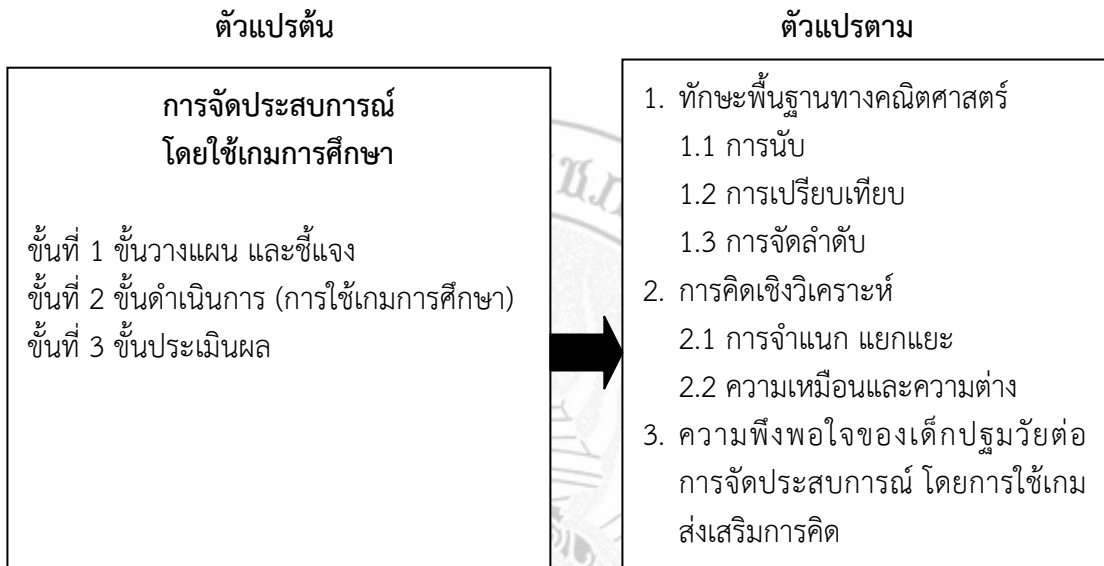 ตัวแปรต้น
การจัดประสบการณ์
โดยใช้เกมการศึกษา
ขั้นที่ 1 ขั้นวางแผน และชี้แจง
ขั้นที่ 2 ขั้นดำเนินการ (การใช้เกมการศึกษา)
ขั้นที่ 3 ขั้นประเมินผล
ตัวแปรตาม
1. ทักษะพื้นฐานทางคณิตศาสตร์
1.1 การนับ
1.2 การเปรียบเทียบ
1.3 การจัดลำดับ
2. การคิดเชิงวิเคราะห์
2.1 การจำแนก แยกแยะ
2.2 ความเหมือนและความต่าง
3. ความพึงพอใจของเด็กปฐมวัยต่อ
การจัดประสบการณ์ โดยการใช้เกม
ส่งเสริมการคิด